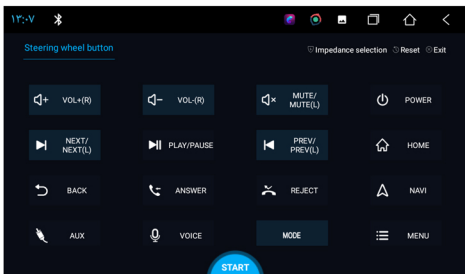 ۱۳:۰۷
Steering wheel button
Impedance selection Reset Exit
VOL+(R) VOL-(R) MUTE/ MUTE(L) POWER
NEXT/ NEXT(L) PLAY/PAUSE PREV/ PREV(L) HOME
BACK ANSWER REJECT NAVI
AUX VOICE MODE MENU
START